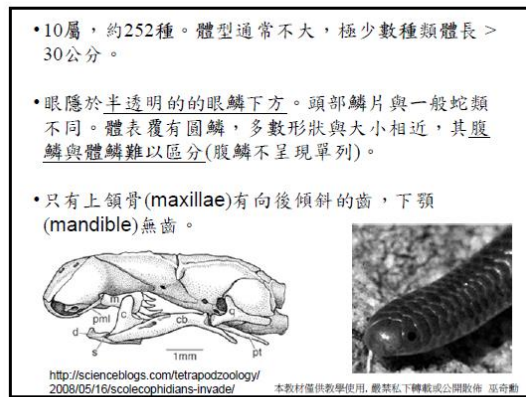 •10屬，約252種。體型通常不大，極少數種類體長 >
30公分。
•眼隱於半透明的的眼鱗下方。頭部鱗片與一般蛇類
不同。體表覆有圓鱗，多數形狀與大小相近，其腹
鱗與體鱗難以區分(腹鱗不呈現單列)。
•只有上頜骨(maxillae)有向後傾斜的齒，下顎
(mandible)無齒。
m
c
q
pml
cb
d
s
1mm
pt
http://scienceblogs.com/tetrapodzoology/
2008/05/16/scolecophidians-invade/
本教材僅供教學使用, 嚴禁私下轉載或公開散佈 巫奇勳